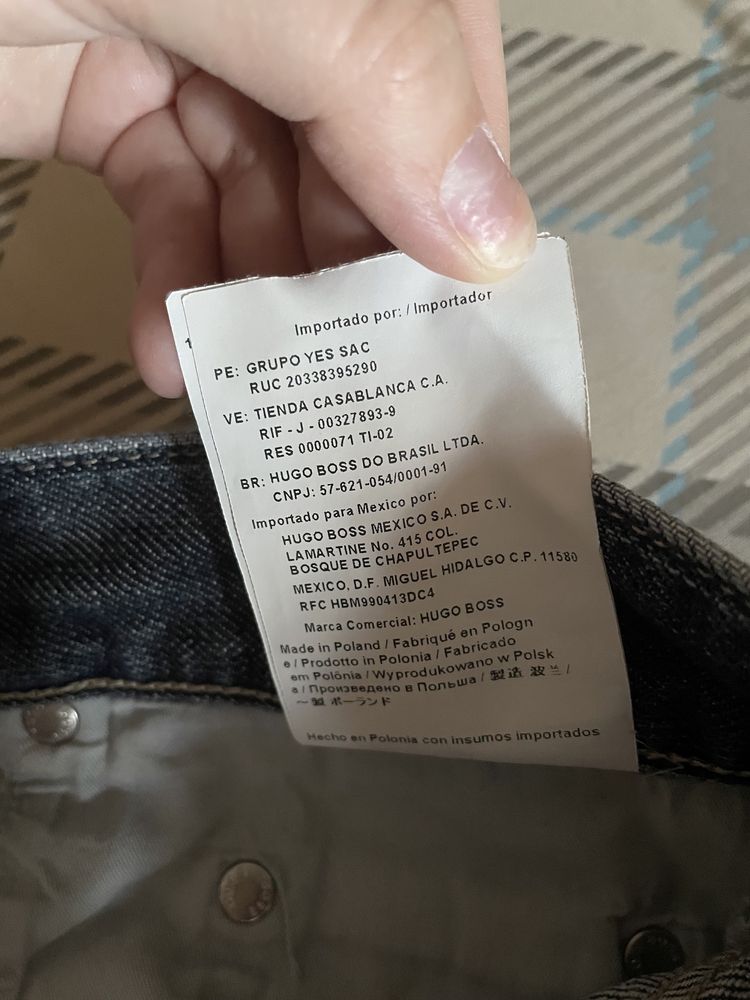 Importado por: / Importador
PE: GRUPO YES SAC
RUC 20338395290
VE: TIENDA CASABLANCA C.A.
RIF - J - 00327893-9
RES 0000071 TI-02
BR: HUGO BOSS DO BRASIL LTDA.
CNPJ: 57-621-054/0001-91
Importado para Mexico por:
HUGO BOSS MEXICO S.A. DE C.V.
LAMARTINE No. 415 COL.
BOSQUE DE CHAPULTEPEC
MEXICO, D.F. MIGUEL HIDALGO C.P. 11580
RFC HBM990413DC4
Marca Comercial: HUGO BOSS
Made in Poland / Fabriqué en Pologn
e / Prodotto in Polonia / Fabricado
em Polônia / Wyprodukowano w Polsk
a / Произведено в Польша / 製造 波兰 /
～製 ポーランド
Hecho en Polonia con insumos importados